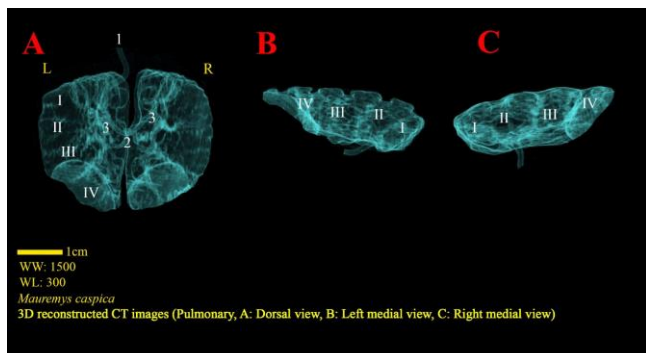 A
B
C
1
L
R
I
3
3
II
2
III
IV
IV
III
II
I
I
II
III
IV
1cm
WW: 1500
WL: 300
Mauremys caspica
3D reconstructed CT images (Pulmonary, A: Dorsal view, B: Left medial view, C: Right medial view)